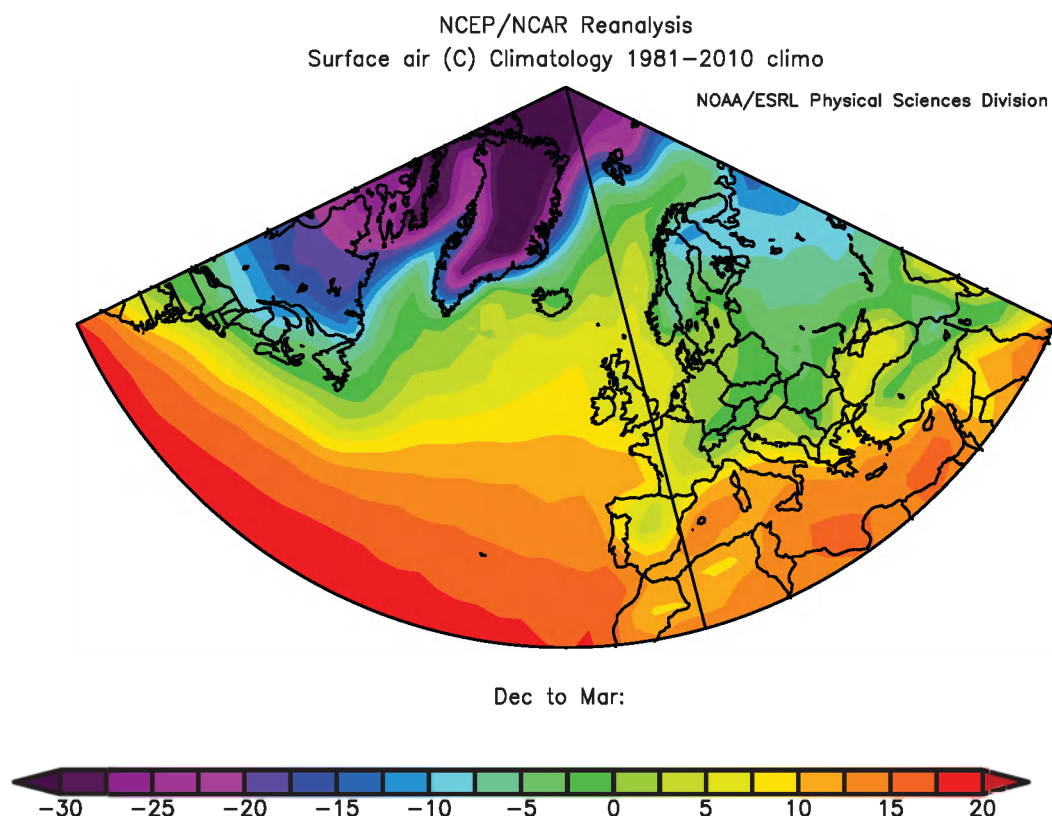 NCEP/NCAR Reanalysis
Surface air (C) Climatology 1981−2010 climo
NOAA/ESRL Physical Sciences Division
Dec to Mar:
−30 −25 −20 −15 −10 −5 0 5 10 15 20